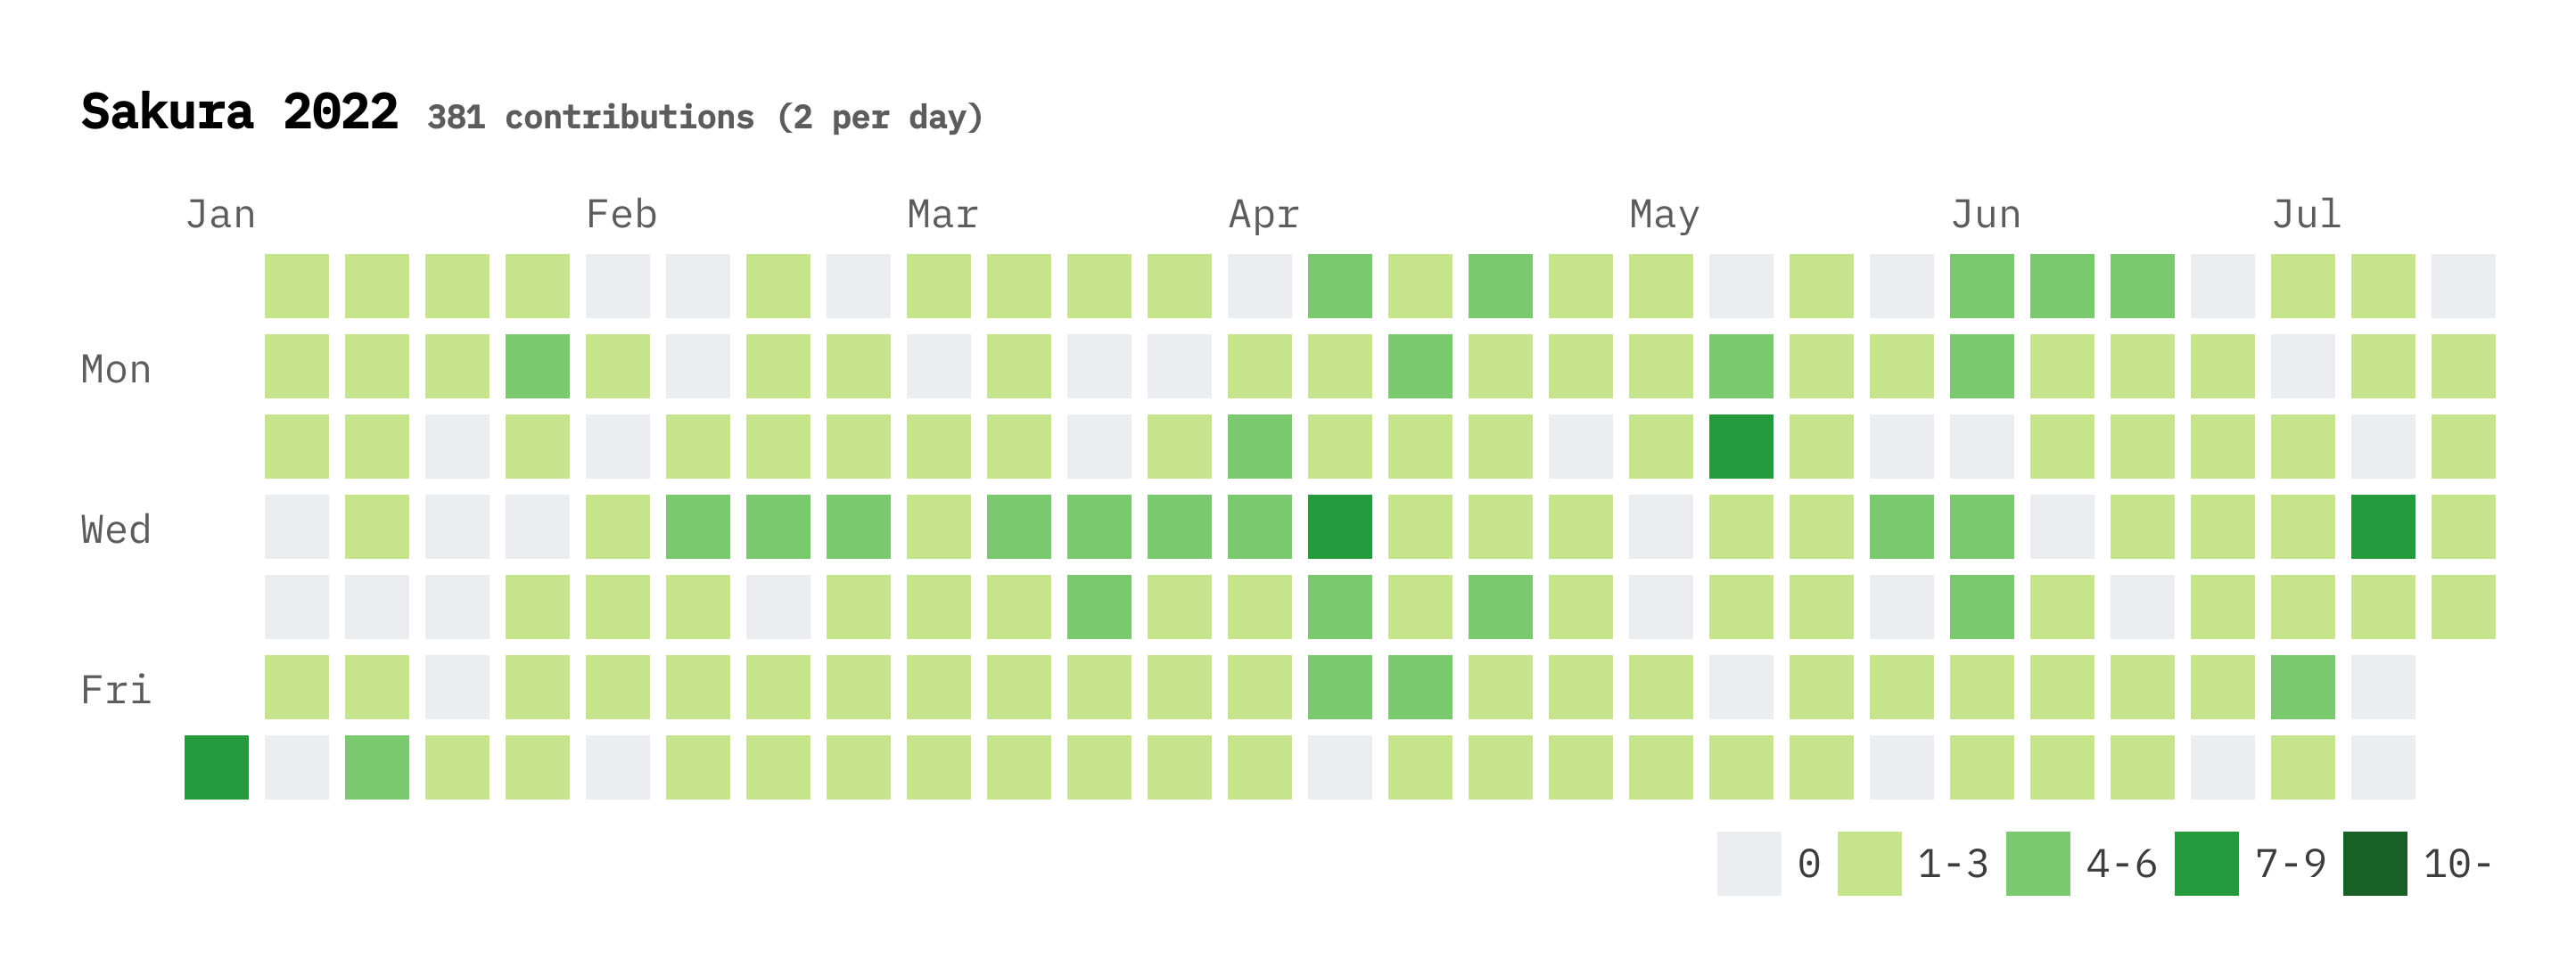 Sakura 2022 381 contributions (2 per day)
Jan Feb Mar Apr May Jun Jul
Mon
Wed
Fri
0 1-3 4-6 7-9 10-